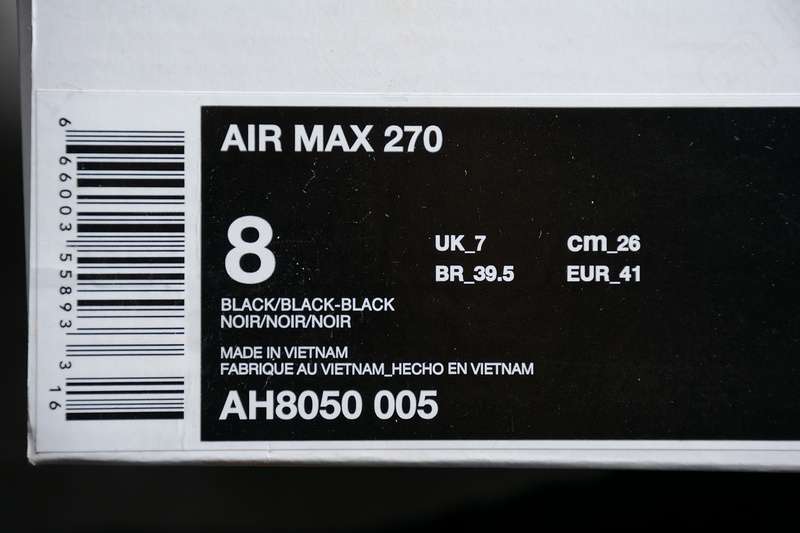 AIR MAX 270
8
UK_7 cm_26
BR_39.5 EUR_41
BLACK/BLACK-BLACK
NOIR/NOIR/NOIR
MADE IN VIETNAM
FABRIQUE AU VIETNAM_HECHO EN VIETNAM
AH8050 005
6 66003 55893 3 16